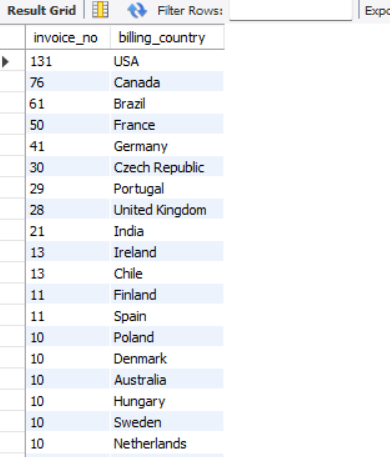 Result Grid Filter Rows: Expo
invoice_no billing_country
131 USA
76 Canada
61 Brazil
50 France
41 Germany
30 Czech Republic
29 Portugal
28 United Kingdom
21 India
13 Ireland
13 Chile
11 Finland
11 Spain
10 Poland
10 Denmark
10 Australia
10 Hungary
10 Sweden
10 Netherlands